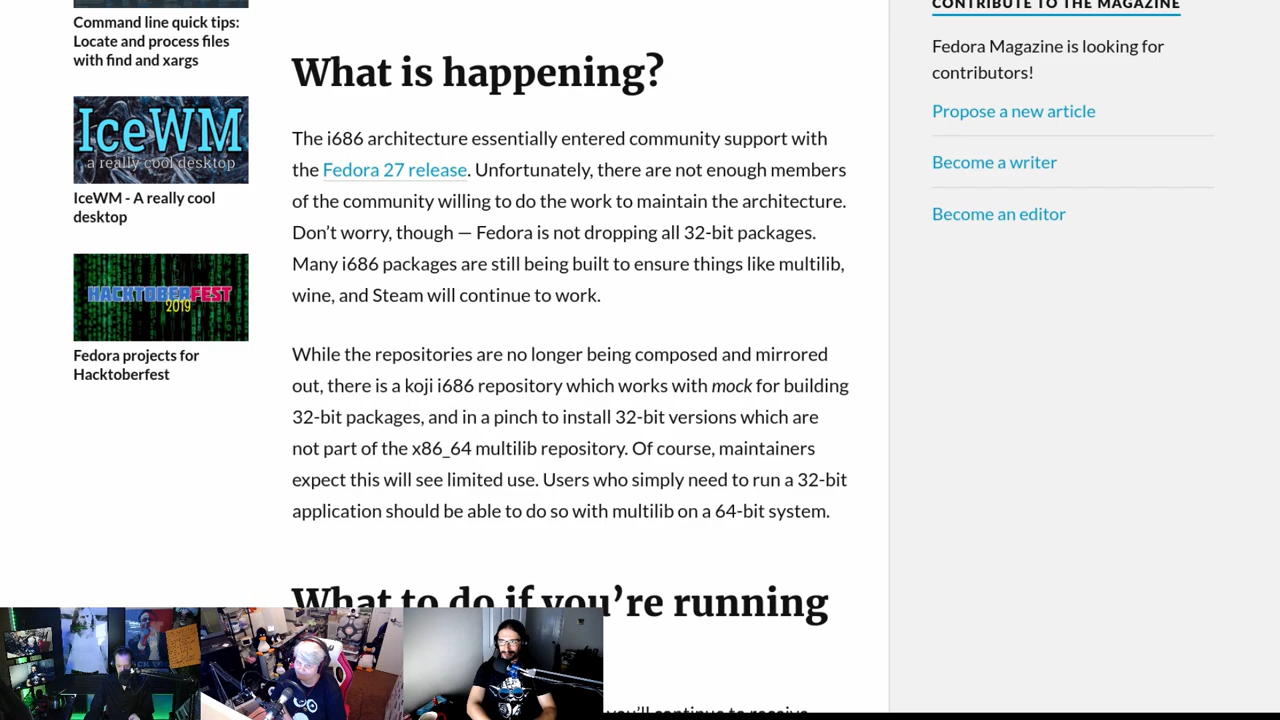 Command line quick tips:
Locate and process files
with find and xargs
IceWM
a really cool desktop
IceWM - A really cool
desktop
HACKTOBERFEST
2019
Fedora projects for
Hacktoberfest
What is happening?
The i686 architecture essentially entered community support with
the Fedora 27 release. Unfortunately, there are not enough members
of the community willing to do the work to maintain the architecture.
Don’t worry, though — Fedora is not dropping all 32-bit packages.
Many i686 packages are still being built to ensure things like multilib,
wine, and Steam will continue to work.
While the repositories are no longer being composed and mirrored
out, there is a koji i686 repository which works with mock for building
32-bit packages, and in a pinch to install 32-bit versions which are
not part of the x86_64 multilib repository. Of course, maintainers
expect this will see limited use. Users who simply need to run a 32-bit
application should be able to do so with multilib on a 64-bit system.
What to do if you’re running
you’ll continue to receive
CONTRIBUTE TO THE MAGAZINE
Fedora Magazine is looking for
contributors!
Propose a new article
Become a writer
Become an editor